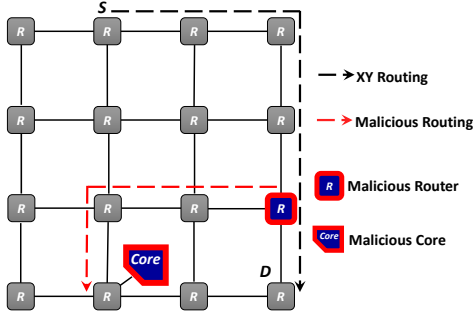 S
R R R R
XY Routing
R R R R
Malicious Routing
R R R R
R Malicious Router
Core Malicious Core
Core
D
R R R R